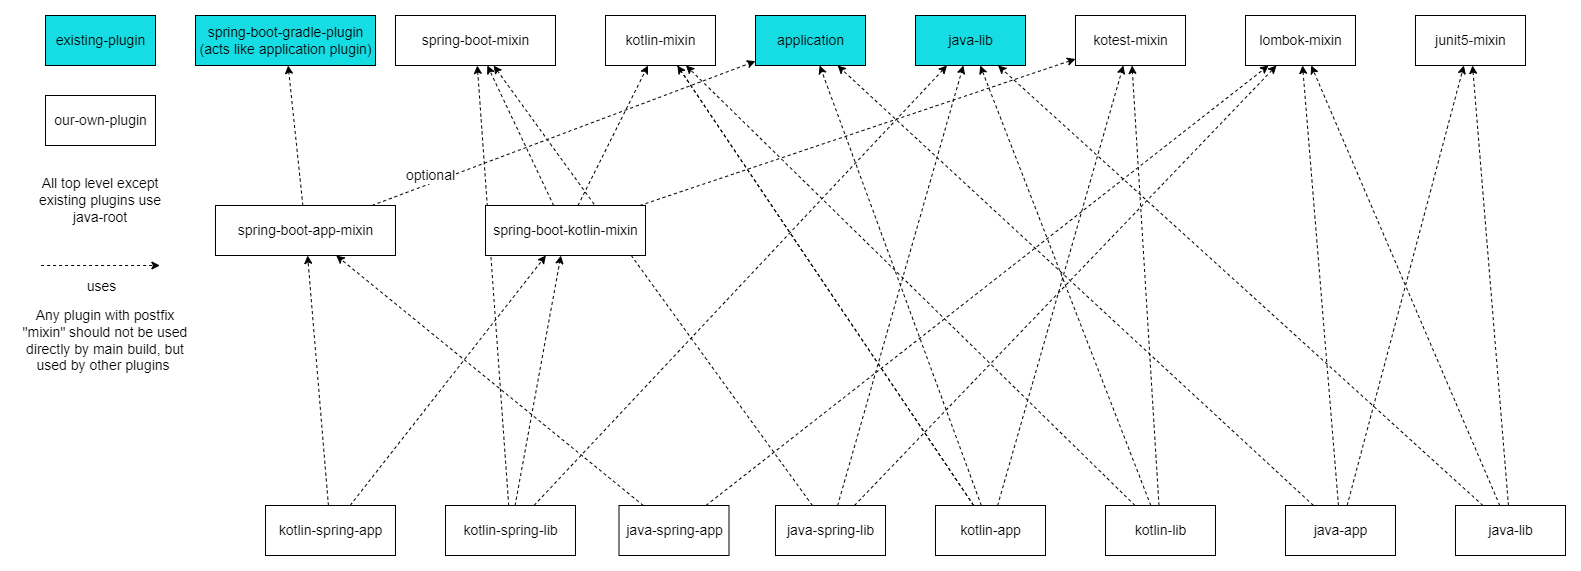 existing-plugin
spring-boot-gradle-plugin
(acts like application plugin)
spring-boot-mixin
kotlin-mixin
application
java-lib
kotest-mixin
lombok-mixin
junit5-mixin
our-own-plugin
All top level except
existing plugins use
java-root
optional
spring-boot-app-mixin
spring-boot-kotlin-mixin
uses
Any plugin with postfix
"mixin" should not be used
directly by main build, but
used by other plugins
kotlin-spring-app
kotlin-spring-lib
java-spring-app
java-spring-lib
kotlin-app
kotlin-lib
java-app
java-lib